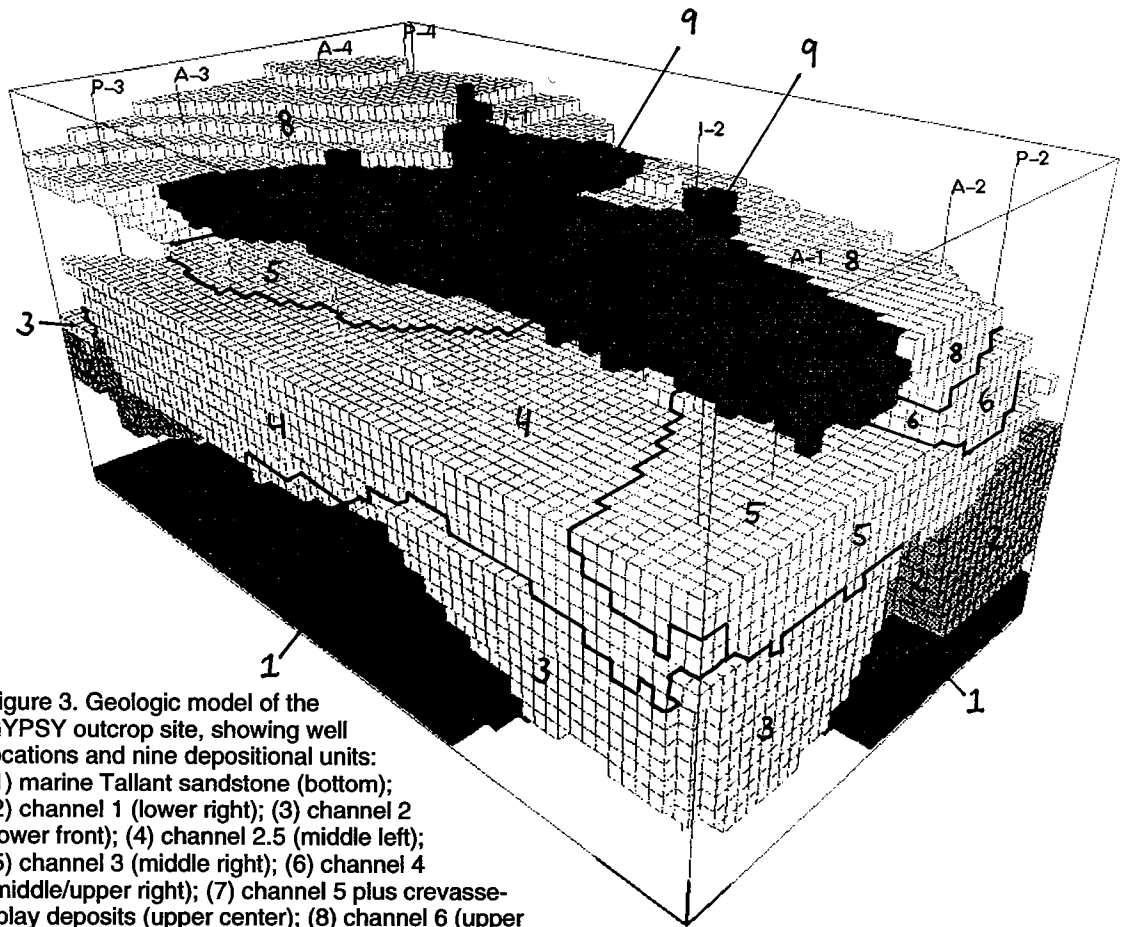 9
9
P-4
A-4
A-3
P-3
8
I-2
P-2
A-2
A-1
8
5
3
8
6
6
4
4
5
5
3
3
1
1
igure 3. Geologic model of the
YPSY outcrop site, showing well
ocations and nine depositional units:
) marine Tallant sandstone (bottom);
2) channel 1 (lower right); (3) channel 2
ower front); (4) channel 2.5 (middle left);
5) channel 3 (middle right); (6) channel 4
middle/upper right); (7) channel 5 plus crevasse-
play deposits (upper center); (8) channel 6 (upper